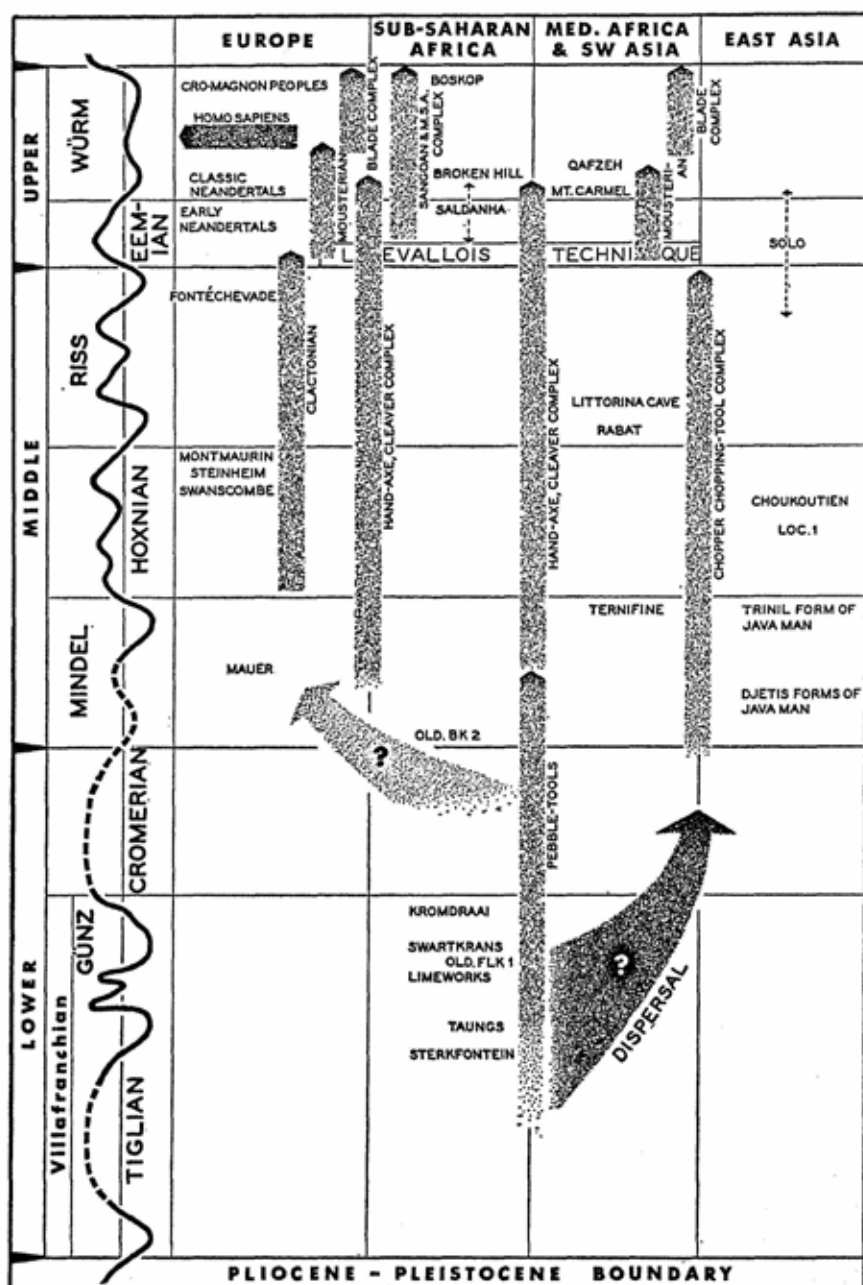 EUROPE
SUB-SAHARAN
AFRICA
MED. AFRICA
& SW ASIA
EAST ASIA
UPPER
MIDDLE
LOWER
Villafranchian
WÜRM
EEM-
IAN
RISS
HOXNIAN
MINDEL
CROMERIAN
GÜNZ
TIGLIAN
CRO-MAGNON PEOPLES
HOMO SAPIENS
CLASSIC
NEANDERTALS
EARLY
NEANDERTALS
FONTÉCHEVADE
MONTMAURIN
STEINHEIM
SWANSCOMBE
MAUER
CLACTONIAN
MOUSTERIAN
BLADE COMPLEX
HAND-AXE, CLEAVER COMPLEX
SANGOAN & M.S.A.
COMPLEX
BOSKOP
BROKEN HILL
SALDANHA
LEVALLOIS TECHNIQUE
OLD. BK 2
?
KROMDRAAI
SWARTKRANS
OLD. FLK 1
LIMEWORKS
TAUNGS
STERKFONTEIN
HAND-AXE, CLEAVER COMPLEX
PEBBLE-TOOLS
QAFZEH
MT. CARMEL
MOUSTERI-
AN
BLADE
COMPLEX
LITTORINA CAVE
RABAT
TERNIFINE
?
DISPERSAL
CHOPPER CHOPPING-TOOL COMPLEX
SOLO
CHOUKOUTIEN
LOC. 1
TRINIL FORM OF
JAVA MAN
DJETIS FORMS OF
JAVA MAN
PLIOCENE - PLEISTOCENE BOUNDARY